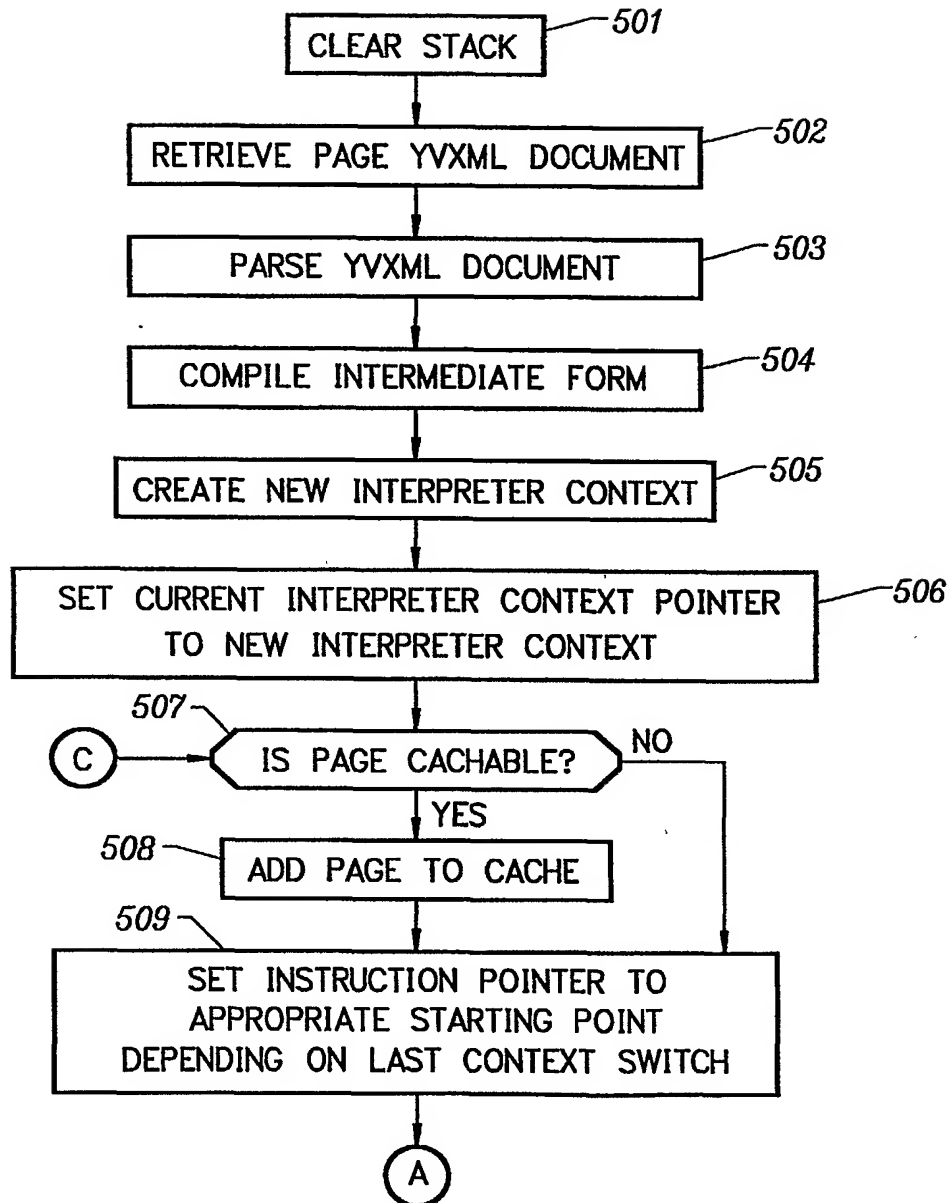 501
CLEAR STACK
502
RETRIEVE PAGE YVXML DOCUMENT
503
PARSE YVXML DOCUMENT
504
COMPILE INTERMEDIATE FORM
505
CREATE NEW INTERPRETER CONTEXT
506
SET CURRENT INTERPRETER CONTEXT POINTER
TO NEW INTERPRETER CONTEXT
507
C
IS PAGE CACHABLE?
NO
YES
508
ADD PAGE TO CACHE
509
SET INSTRUCTION POINTER TO
APPROPRIATE STARTING POINT
DEPENDING ON LAST CONTEXT SWITCH
A